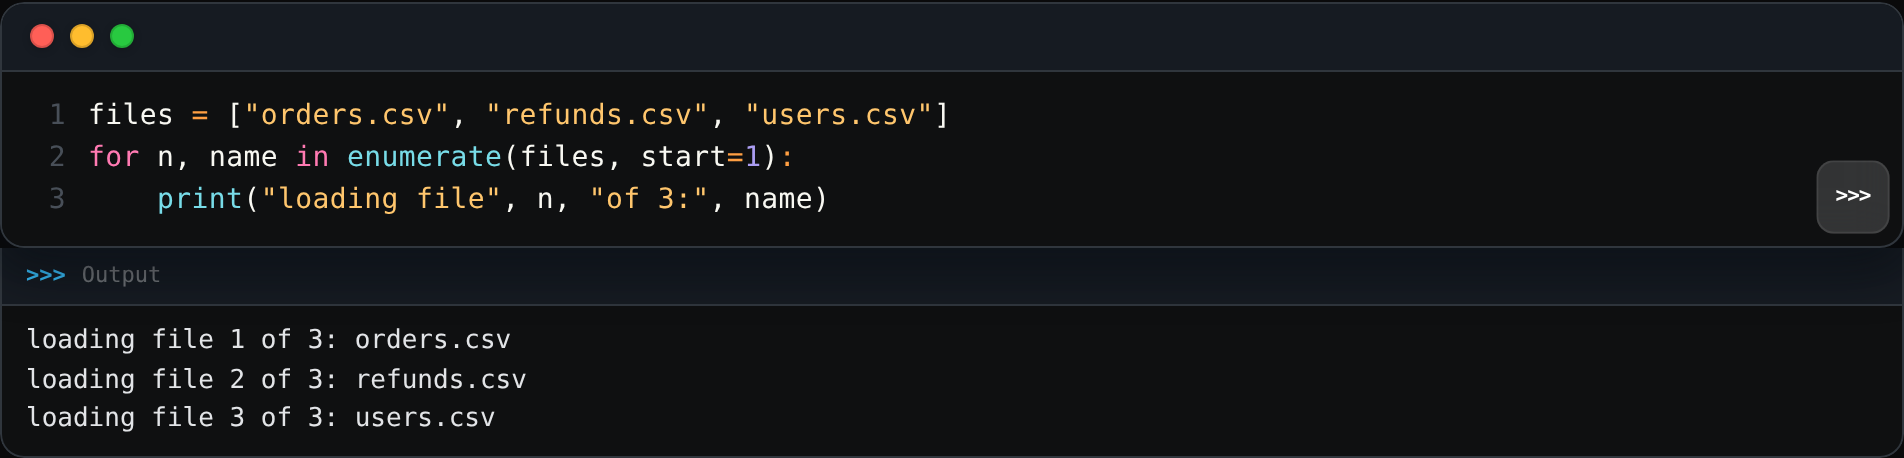 1 files = ["orders.csv", "refunds.csv", "users.csv"]
2 for n, name in enumerate(files, start=1):
3     print("loading file", n, "of 3:", name)
>>>
>>> Output
loading file 1 of 3: orders.csv
loading file 2 of 3: refunds.csv
loading file 3 of 3: users.csv